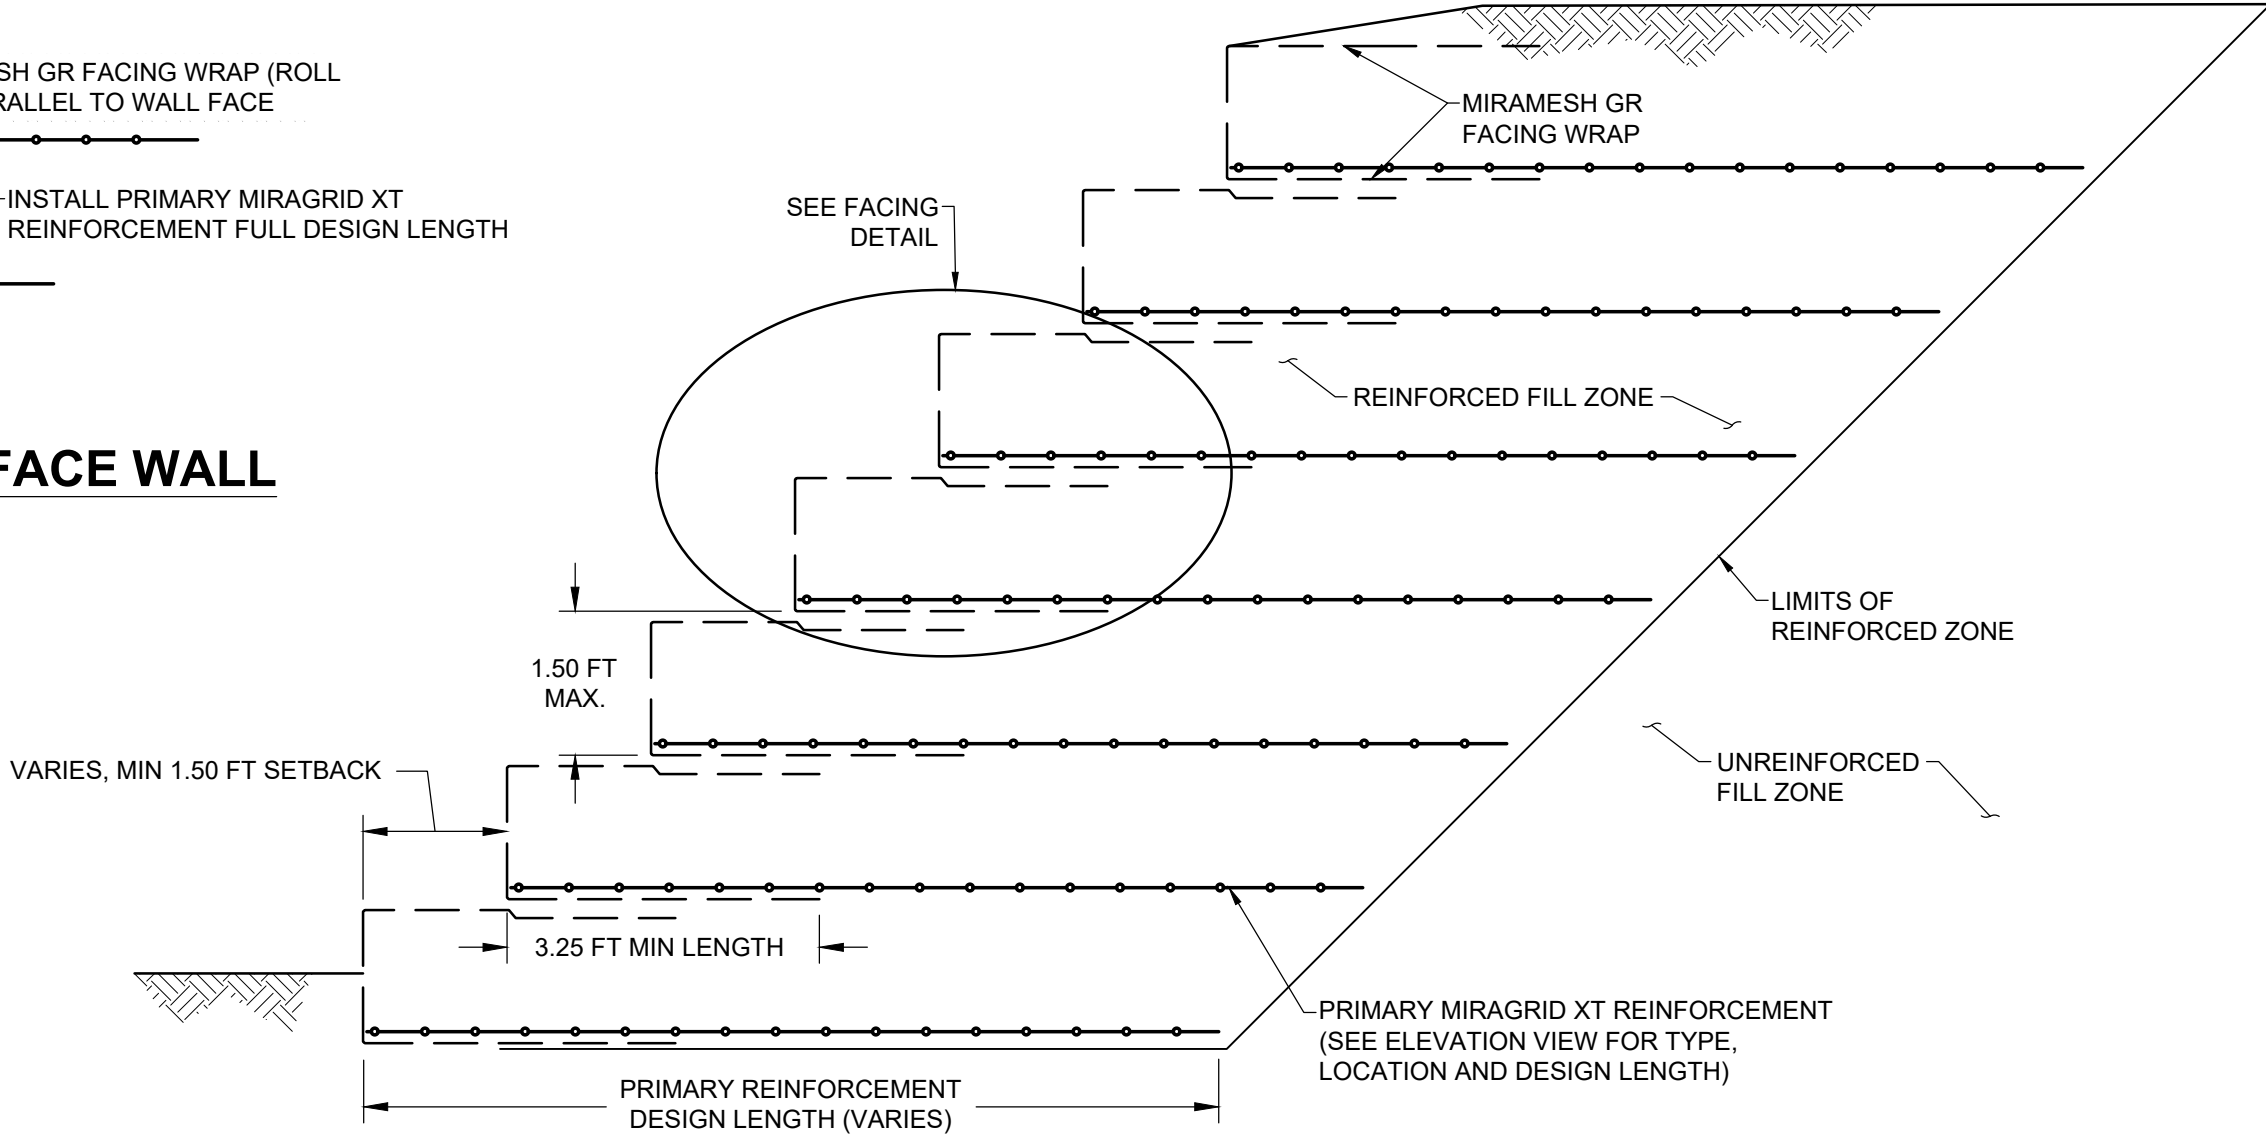 SH GR FACING WRAP (ROLL
RALLEL TO WALL FACE
INSTALL PRIMARY MIRAGRID XT
REINFORCEMENT FULL DESIGN LENGTH
FACE WALL
MIRAMESH GR
FACING WRAP
SEE FACING
DETAIL
REINFORCED FILL ZONE
LIMITS OF
REINFORCED ZONE
1.50 FT
MAX.
VARIES, MIN 1.50 FT SETBACK
UNREINFORCED
FILL ZONE
3.25 FT MIN LENGTH
PRIMARY MIRAGRID XT REINFORCEMENT
(SEE ELEVATION VIEW FOR TYPE,
LOCATION AND DESIGN LENGTH)
PRIMARY REINFORCEMENT
DESIGN LENGTH (VARIES)